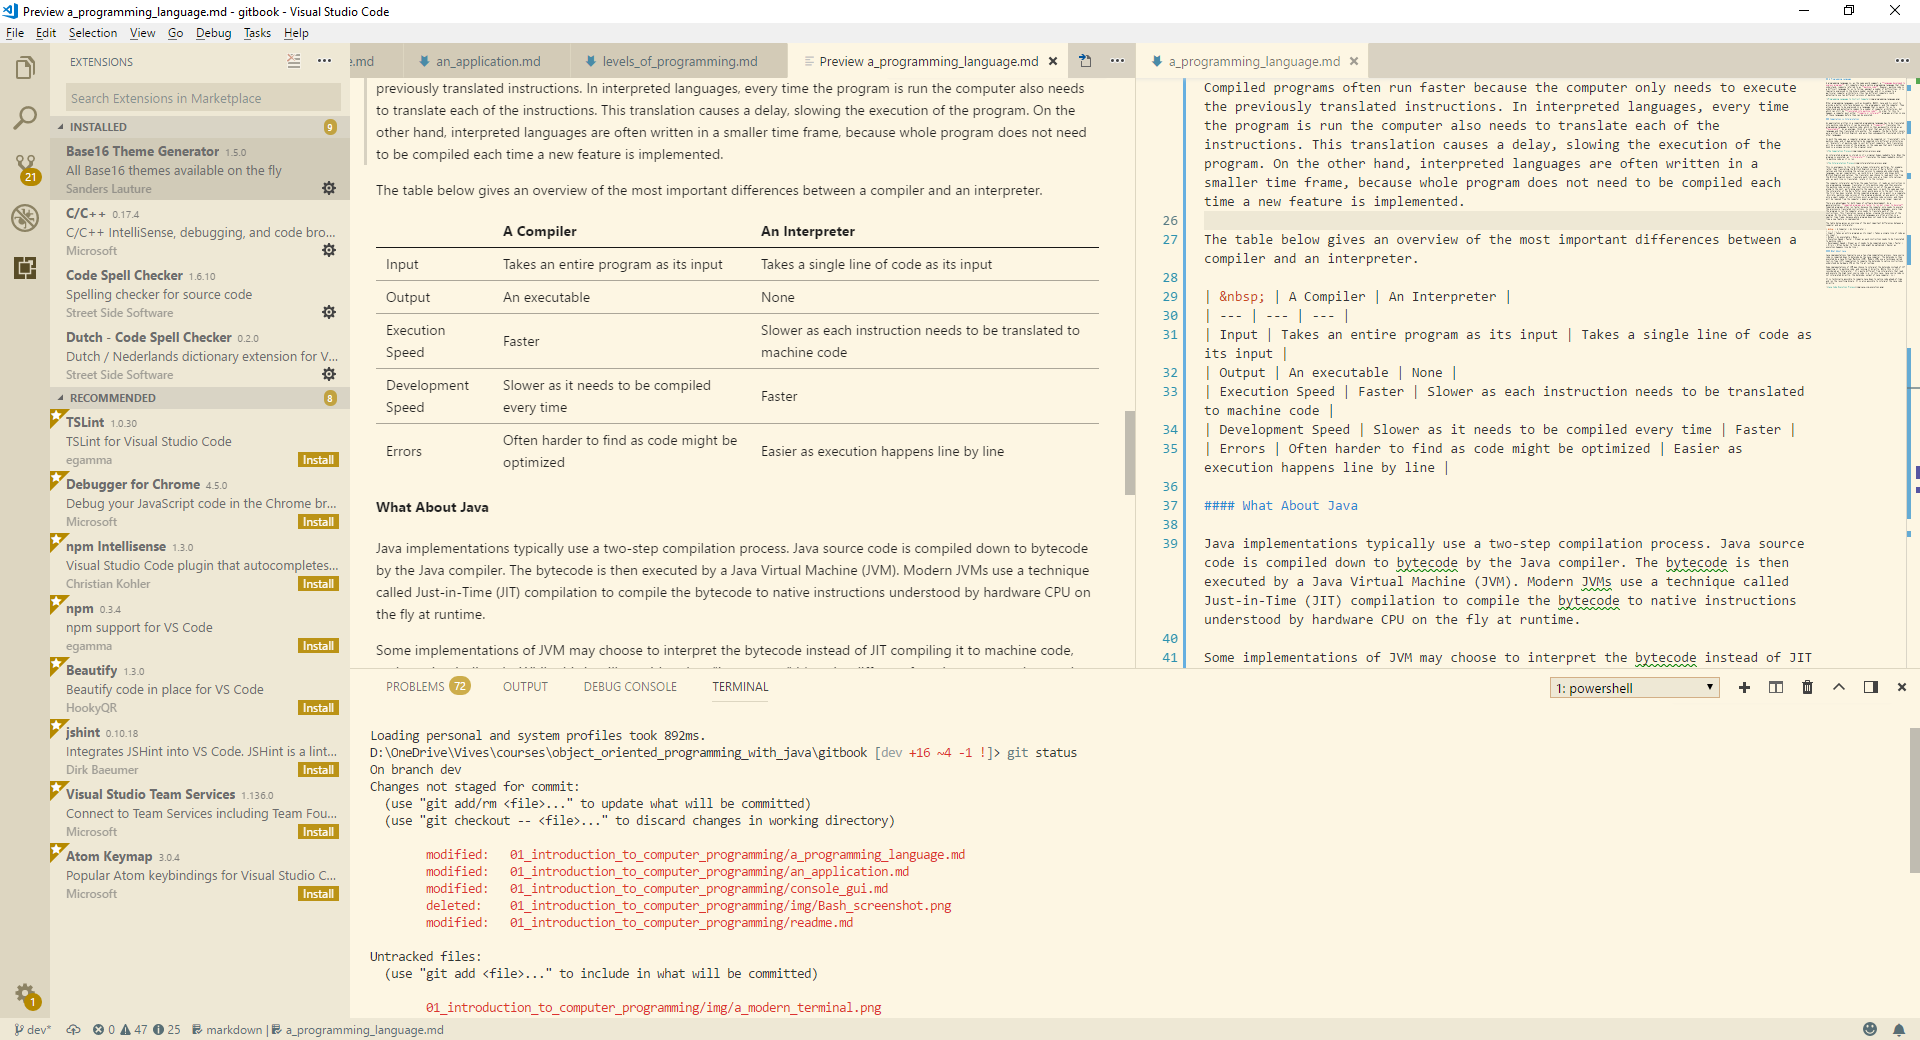 Preview a_programming_language.md - gitbook - Visual Studio Code
File Edit Selection View Go Debug Tasks Help
EXTENSIONS
Search Extensions in Marketplace
INSTALLED 9
Base16 Theme Generator 1.5.0
All Base16 themes available on the fly
Sanders Lauture
C/C++ 0.17.4
C/C++ IntelliSense, debugging, and code bro...
Microsoft
Code Spell Checker 1.6.10
Spelling checker for source code
Street Side Software
Dutch - Code Spell Checker 0.2.0
Dutch / Nederlands dictionary extension for V...
Street Side Software
RECOMMENDED 8
TSLint 1.0.30
TSLint for Visual Studio Code
egamma Install
Debugger for Chrome 4.5.0
Debug your JavaScript code in the Chrome br...
Microsoft Install
npm Intellisense 1.3.0
Visual Studio Code plugin that autocompletes...
Christian Kohler Install
npm 0.3.4
npm support for VS Code
egamma Install
Beautify 1.3.0
Beautify code in place for VS Code
HookyQR Install
jshint 0.10.18
Integrates JSHint into VS Code. JSHint is a lint...
Dirk Baeumer Install
Visual Studio Team Services 1.136.0
Connect to Team Services including Team Fou...
Microsoft Install
Atom Keymap 3.0.4
Popular Atom keybindings for Visual Studio C...
Microsoft Install
21
1
e.md an_application.md levels_of_programming.md Preview a_programming_language.md
previously translated instructions. In interpreted languages, every time the program is run the computer also needs
to translate each of the instructions. This translation causes a delay, slowing the execution of the program. On the
other hand, interpreted languages are often written in a smaller time frame, because whole program does not need
to be compiled each time a new feature is implemented.
The table below gives an overview of the most important differences between a compiler and an interpreter.
A Compiler An Interpreter
Input Takes an entire program as its input Takes a single line of code as its input
Output An executable None
Execution Speed Faster Slower as each instruction needs to be translated to machine code
Development Speed Slower as it needs to be compiled every time Faster
Errors Often harder to find as code might be optimized Easier as execution happens line by line
What About Java
Java implementations typically use a two-step compilation process. Java source code is compiled down to bytecode
by the Java compiler. The bytecode is then executed by a Java Virtual Machine (JVM). Modern JVMs use a technique
called Just-in-Time (JIT) compilation to compile the bytecode to native instructions understood by hardware CPU on
the fly at runtime.
Some implementations of JVM may choose to interpret the bytecode instead of JIT compiling it to machine code,
a_programming_language.md
Compiled programs often run faster because the computer only needs to execute
the previously translated instructions. In interpreted languages, every time
the program is run the computer also needs to translate each of the
instructions. This translation causes a delay, slowing the execution of the
program. On the other hand, interpreted languages are often written in a
smaller time frame, because whole program does not need to be compiled each
time a new feature is implemented.
26
27 The table below gives an overview of the most important differences between a
compiler and an interpreter.
28
29 | &nbsp; | A Compiler | An Interpreter |
30 | --- | --- | --- |
31 | Input | Takes an entire program as its input | Takes a single line of code as
its input |
32 | Output | An executable | None |
33 | Execution Speed | Faster | Slower as each instruction needs to be translated
to machine code |
34 | Development Speed | Slower as it needs to be compiled every time | Faster |
35 | Errors | Often harder to find as code might be optimized | Easier as
execution happens line by line |
36
37 #### What About Java
38
39 Java implementations typically use a two-step compilation process. Java source
code is compiled down to bytecode by the Java compiler. The bytecode is then
executed by a Java Virtual Machine (JVM). Modern JVMs use a technique called
Just-in-Time (JIT) compilation to compile the bytecode to native instructions
understood by hardware CPU on the fly at runtime.
40
41 Some implementations of JVM may choose to interpret the bytecode instead of JIT
PROBLEMS 72 OUTPUT DEBUG CONSOLE TERMINAL 1: powershell
Loading personal and system profiles took 892ms.
D:\OneDrive\Vives\courses\object_oriented_programming_with_java\gitbook [dev +16 ~4 -1 !]> git status
On branch dev
Changes not staged for commit:
(use "git add/rm <file>..." to update what will be committed)
(use "git checkout -- <file>..." to discard changes in working directory)
modified: 01_introduction_to_computer_programming/a_programming_language.md
modified: 01_introduction_to_computer_programming/an_application.md
modified: 01_introduction_to_computer_programming/console_gui.md
deleted: 01_introduction_to_computer_programming/img/Bash_screenshot.png
modified: 01_introduction_to_computer_programming/readme.md
Untracked files:
(use "git add <file>..." to include in what will be committed)
01_introduction_to_computer_programming/img/a_modern_terminal.png
dev* 0 47 25 markdown | a_programming_language.md